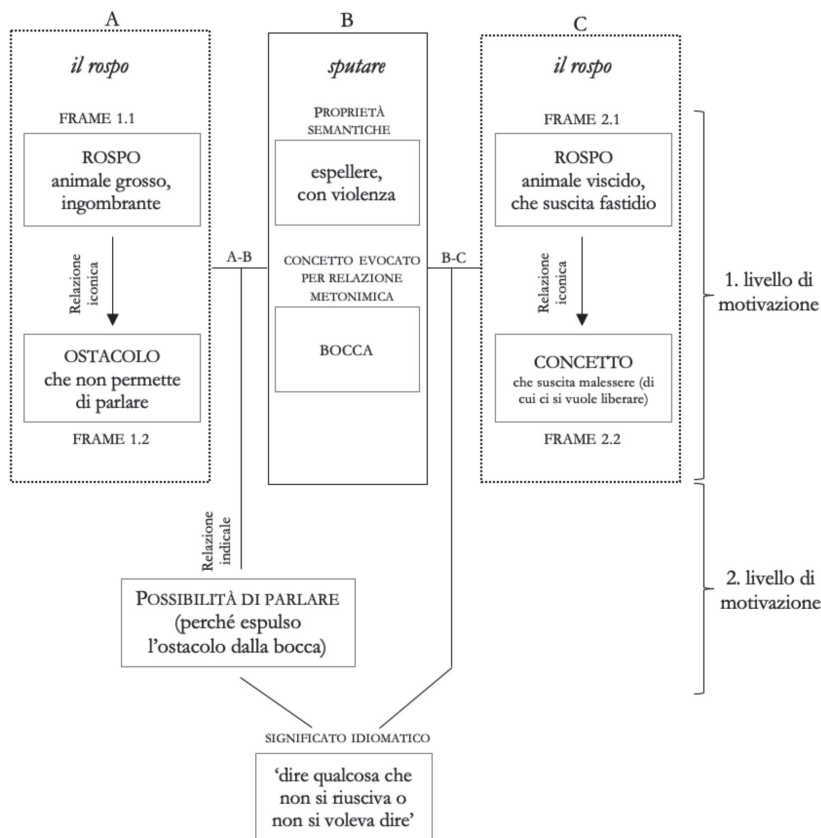 A
B
C
il rospo
sputare
il rospo
FRAME 1.1
ROSPO
animale grosso,
ingombrante
Relazione
iconica
OSTACOLO
che non permette
di parlare
FRAME 1.2
A-B
PROPRIETÀ
SEMANTICHE
espellere,
con violenza
CONCETTO EVOCATO
PER RELAZIONE
METONIMICA
BOCCA
B-C
FRAME 2.1
ROSPO
animale viscido,
che suscita fastidio
Relazione
iconica
CONCETTO
che suscita malessere (di
cui ci si vuole liberare)
FRAME 2.2
1. livello di
motivazione
Relazione
indicale
POSSIBILITÀ DI PARLARE
(perché espulso
l'ostacolo dalla bocca)
2. livello di
motivazione
SIGNIFICATO IDIOMATICO
'dire qualcosa che
non si riusciva o
non si voleva dire'